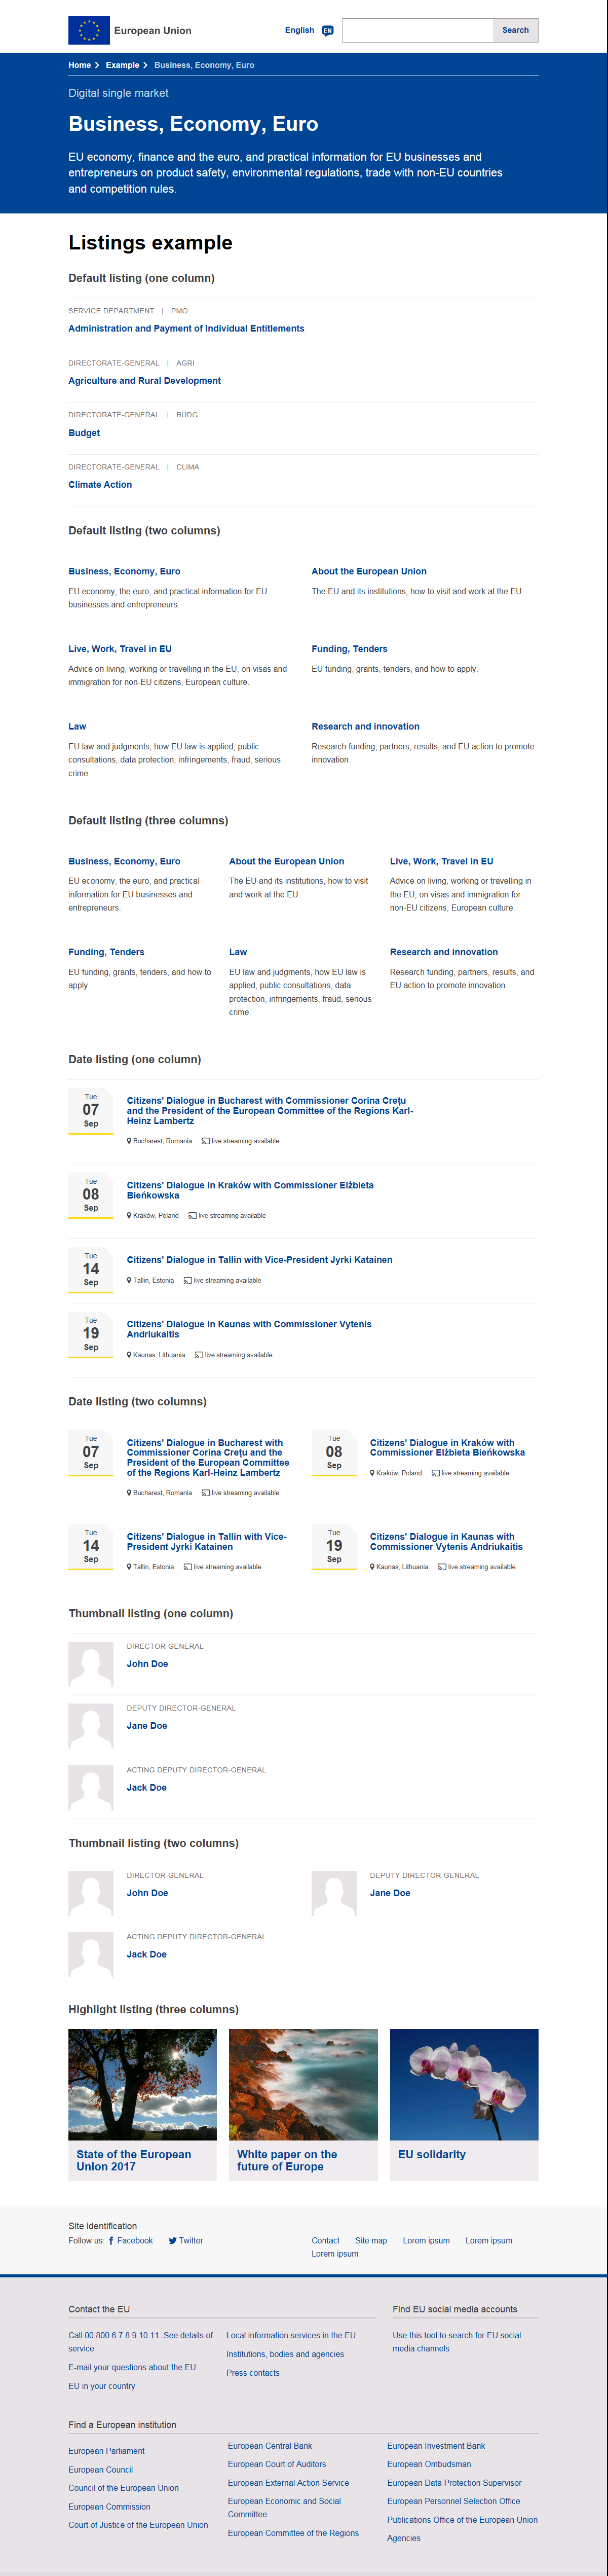 European Union
English EN Search
Home Example Business, Economy, Euro
Digital single market
Business, Economy, Euro
EU economy, finance and the euro, and practical information for EU businesses and
entrepreneurs on product safety, environmental regulations, trade with non-EU countries
and competition rules.
Listings example
Default listing (one column)
SERVICE DEPARTMENT | PMO
Administration and Payment of Individual Entitlements
DIRECTORATE-GENERAL | AGRI
Agriculture and Rural Development
DIRECTORATE-GENERAL | BUDG
Budget
DIRECTORATE-GENERAL | CLIMA
Climate Action
Default listing (two columns)
Business, Economy, Euro
EU economy, the euro, and practical information for EU
businesses and entrepreneurs.
About the European Union
The EU and its institutions, how to visit and work at the EU.
Live, Work, Travel in EU
Advice on living, working or travelling in the EU, on visas and
immigration for non-EU citizens, European culture.
Funding, Tenders
EU funding, grants, tenders, and how to apply.
Law
EU law and judgments, how EU law is applied, public
consultations, data protection, infringements, fraud, serious
crime.
Research and innovation
Research funding, partners, results, and EU action to promote
innovation.
Default listing (three columns)
Business, Economy, Euro
EU economy, the euro, and practical
information for EU businesses and
entrepreneurs.
About the European Union
The EU and its institutions, how to visit
and work at the EU.
Live, Work, Travel in EU
Advice on living, working or travelling in
the EU, on visas and immigration for
non-EU citizens, European culture.
Funding, Tenders
EU funding, grants, tenders, and how to
apply.
Law
EU law and judgments, how EU law is
applied, public consultations, data
protection, infringements, fraud, serious
crime.
Research and innovation
Research funding, partners, results, and
EU action to promote innovation.
Date listing (one column)
Tue
07
Sep
Citizens' Dialogue in Bucharest with Commissioner Corina Crețu
and the President of the European Committee of the Regions Karl-
Heinz Lambertz
Bucharest, Romania live streaming available
Tue
08
Sep
Citizens' Dialogue in Kraków with Commissioner Elżbieta
Bieńkowska
Kraków, Poland live streaming available
Tue
14
Sep
Citizens' Dialogue in Tallin with Vice-President Jyrki Katainen
Tallin, Estonia live streaming available
Tue
19
Sep
Citizens' Dialogue in Kaunas with Commissioner Vytenis
Andriukaitis
Kaunas, Lithuania live streaming available
Date listing (two columns)
Tue
07
Sep
Citizens' Dialogue in Bucharest with
Commissioner Corina Crețu and the
President of the European Committee
of the Regions Karl-Heinz Lambertz
Bucharest, Romania live streaming available
Tue
08
Sep
Citizens' Dialogue in Kraków with
Commissioner Elżbieta Bieńkowska
Kraków, Poland live streaming available
Tue
14
Sep
Citizens' Dialogue in Tallin with Vice-
President Jyrki Katainen
Tallin, Estonia live streaming available
Tue
19
Sep
Citizens' Dialogue in Kaunas with
Commissioner Vytenis Andriukaitis
Kaunas, Lithuania live streaming available
Thumbnail listing (one column)
DIRECTOR-GENERAL
John Doe
DEPUTY DIRECTOR-GENERAL
Jane Doe
ACTING DEPUTY DIRECTOR-GENERAL
Jack Doe
Thumbnail listing (two columns)
DIRECTOR-GENERAL
John Doe
DEPUTY DIRECTOR-GENERAL
Jane Doe
ACTING DEPUTY DIRECTOR-GENERAL
Jack Doe
Highlight listing (three columns)
State of the European
Union 2017
White paper on the
future of Europe
EU solidarity
Site identification
Follow us: Facebook Twitter
Contact Site map Lorem ipsum Lorem ipsum
Lorem ipsum
Contact the EU
Call 00 800 6 7 8 9 10 11. See details of
service
E-mail your questions about the EU
EU in your country
Local information services in the EU
Institutions, bodies and agencies
Press contacts
Find EU social media accounts
Use this tool to search for EU social
media channels
Find a European institution
European Parliament
European Council
Council of the European Union
European Commission
Court of Justice of the European Union
European Central Bank
European Court of Auditors
European External Action Service
European Economic and Social
Committee
European Committee of the Regions
European Investment Bank
European Ombudsman
European Data Protection Supervisor
European Personnel Selection Office
Publications Office of the European Union
Agencies